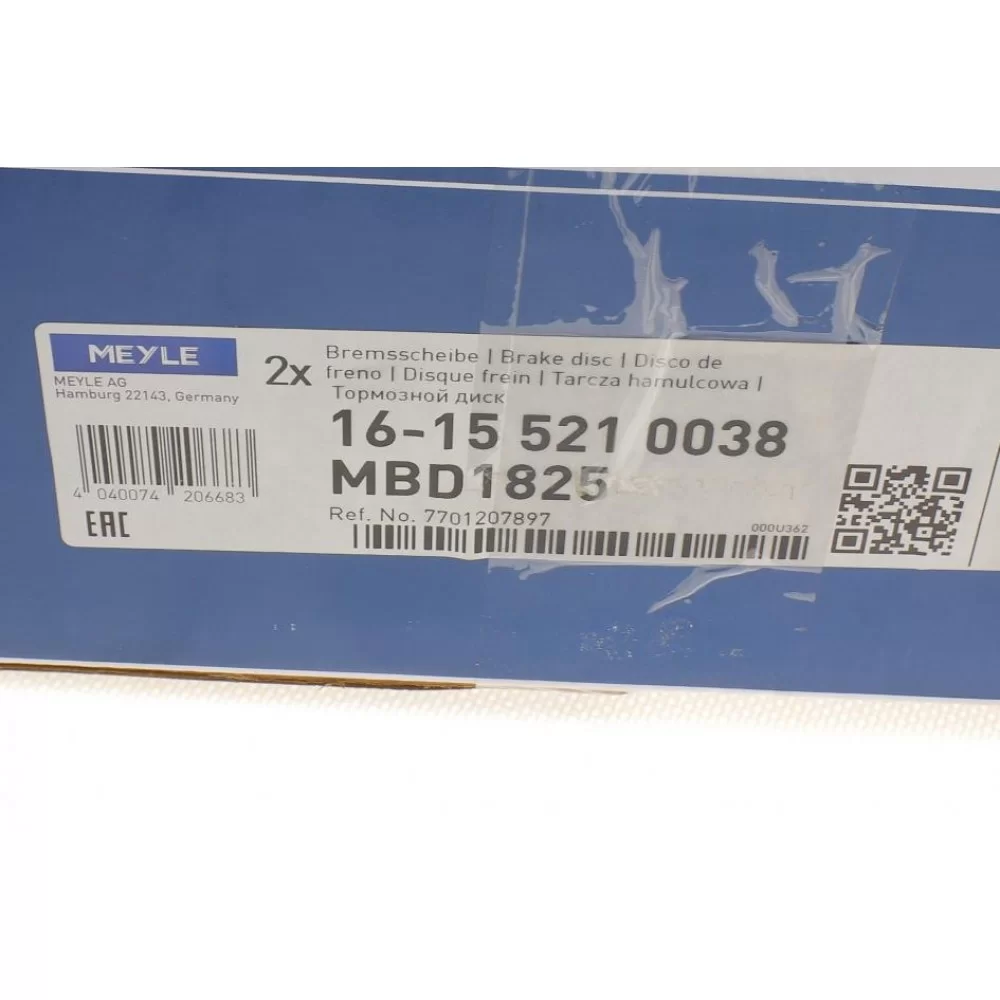 MEYLE
MEYLE AG
Hamburg 22143, Germany
4 040074 206683
EAC
2x
Bremsscheibe | Brake disc | Disco de
freno | Disque frein | Tarcza hamulcowa |
Тормозной диск
16-15 521 0038
MBD1825
Ref. No. 7701207897
000U362